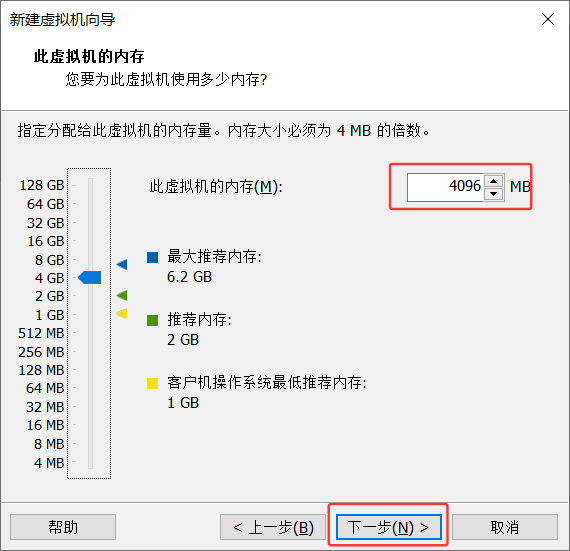 新建虚拟机向导
此虚拟机的内存
您要为此虚拟机使用多少内存?
指定分配给此虚拟机的内存量。内存大小必须为 4 MB 的倍数。
128 GB
64 GB
32 GB
16 GB
8 GB
4 GB
2 GB
1 GB
512 MB
256 MB
128 MB
64 MB
32 MB
16 MB
8 MB
4 MB
此虚拟机的内存(M):
4096 MB
最大推荐内存:
6.2 GB
推荐内存:
2 GB
客户机操作系统最低推荐内存:
1 GB
帮助
< 上一步(B)
下一步(N) >
取消